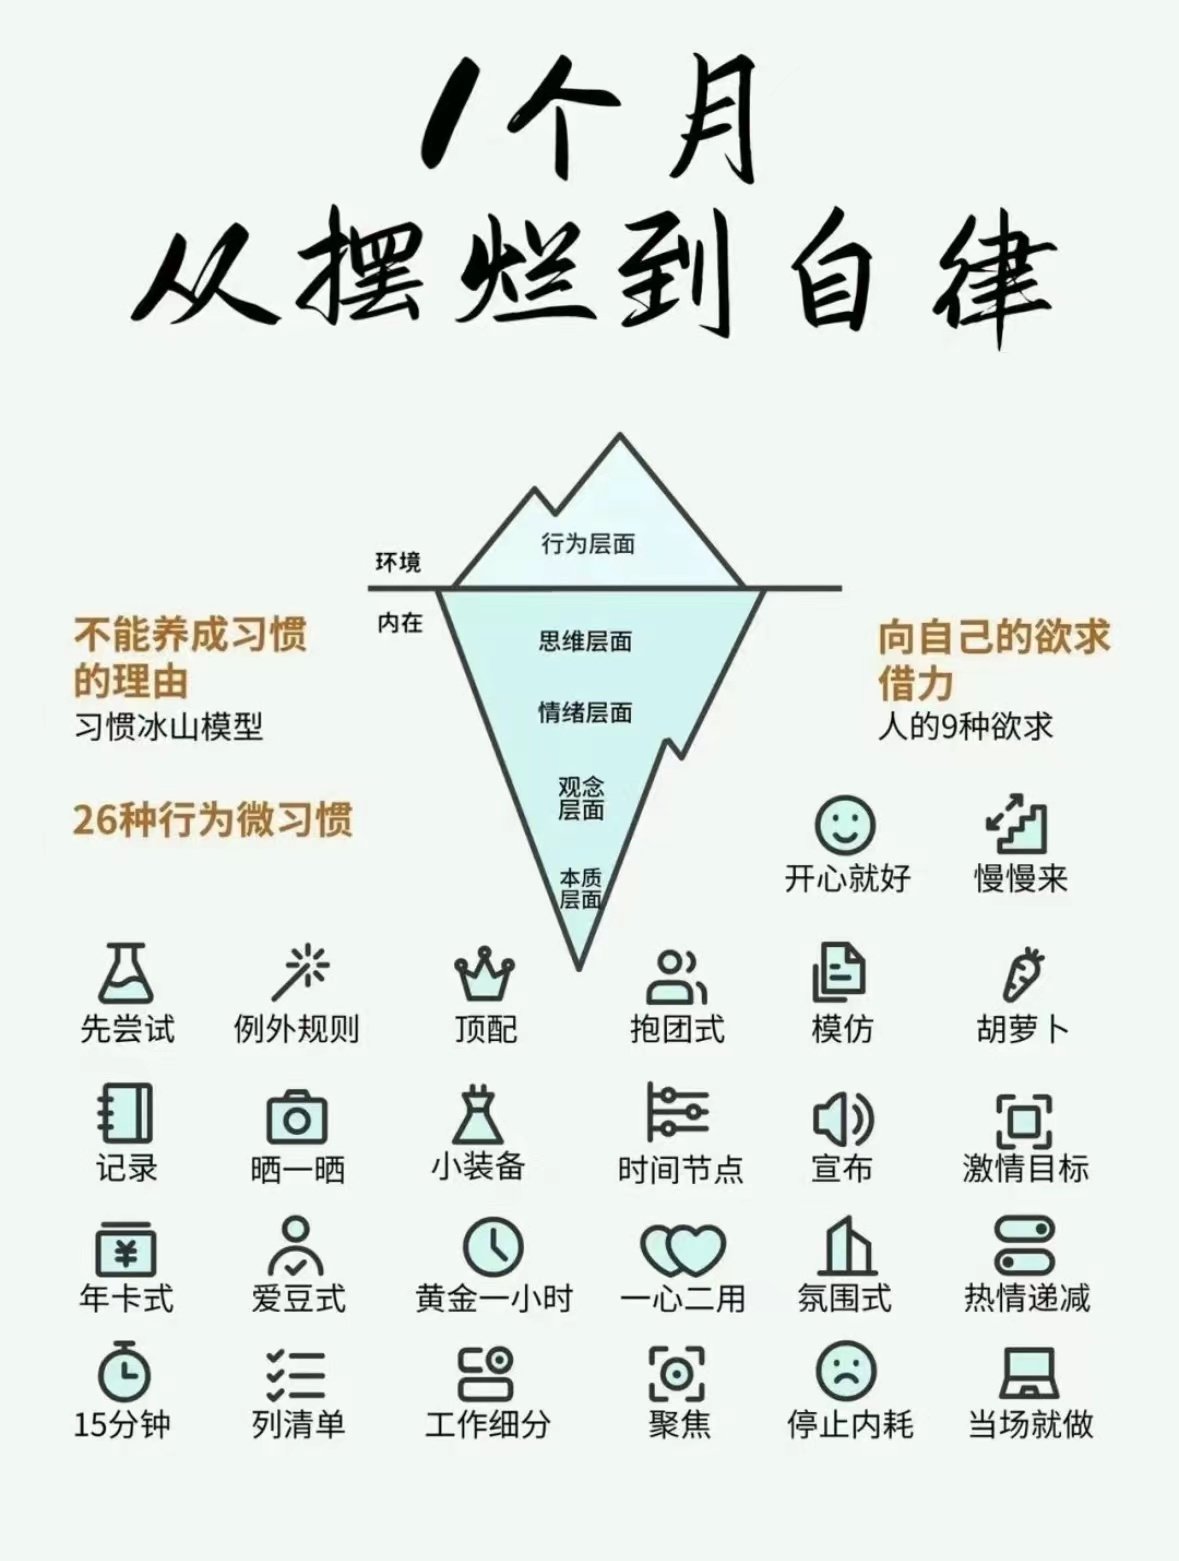 1个月
从摆烂到自律
行为层面
环境
内在
思维层面
情绪层面
观念
层面
本质
层面
不能养成习惯
的理由
习惯冰山模型
向自己的欲求
借力
人的9种欲求
26种行为微习惯
开心就好 慢慢来
先尝试 例外规则 顶配 抱团式 模仿 胡萝卜
记录 晒一晒 小装备 时间节点 宣布 激情目标
年卡式 爱豆式 黄金一小时 一心二用 氛围式 热情递减
¥
15分钟 列清单 工作细分 聚焦 停止内耗 当场就做